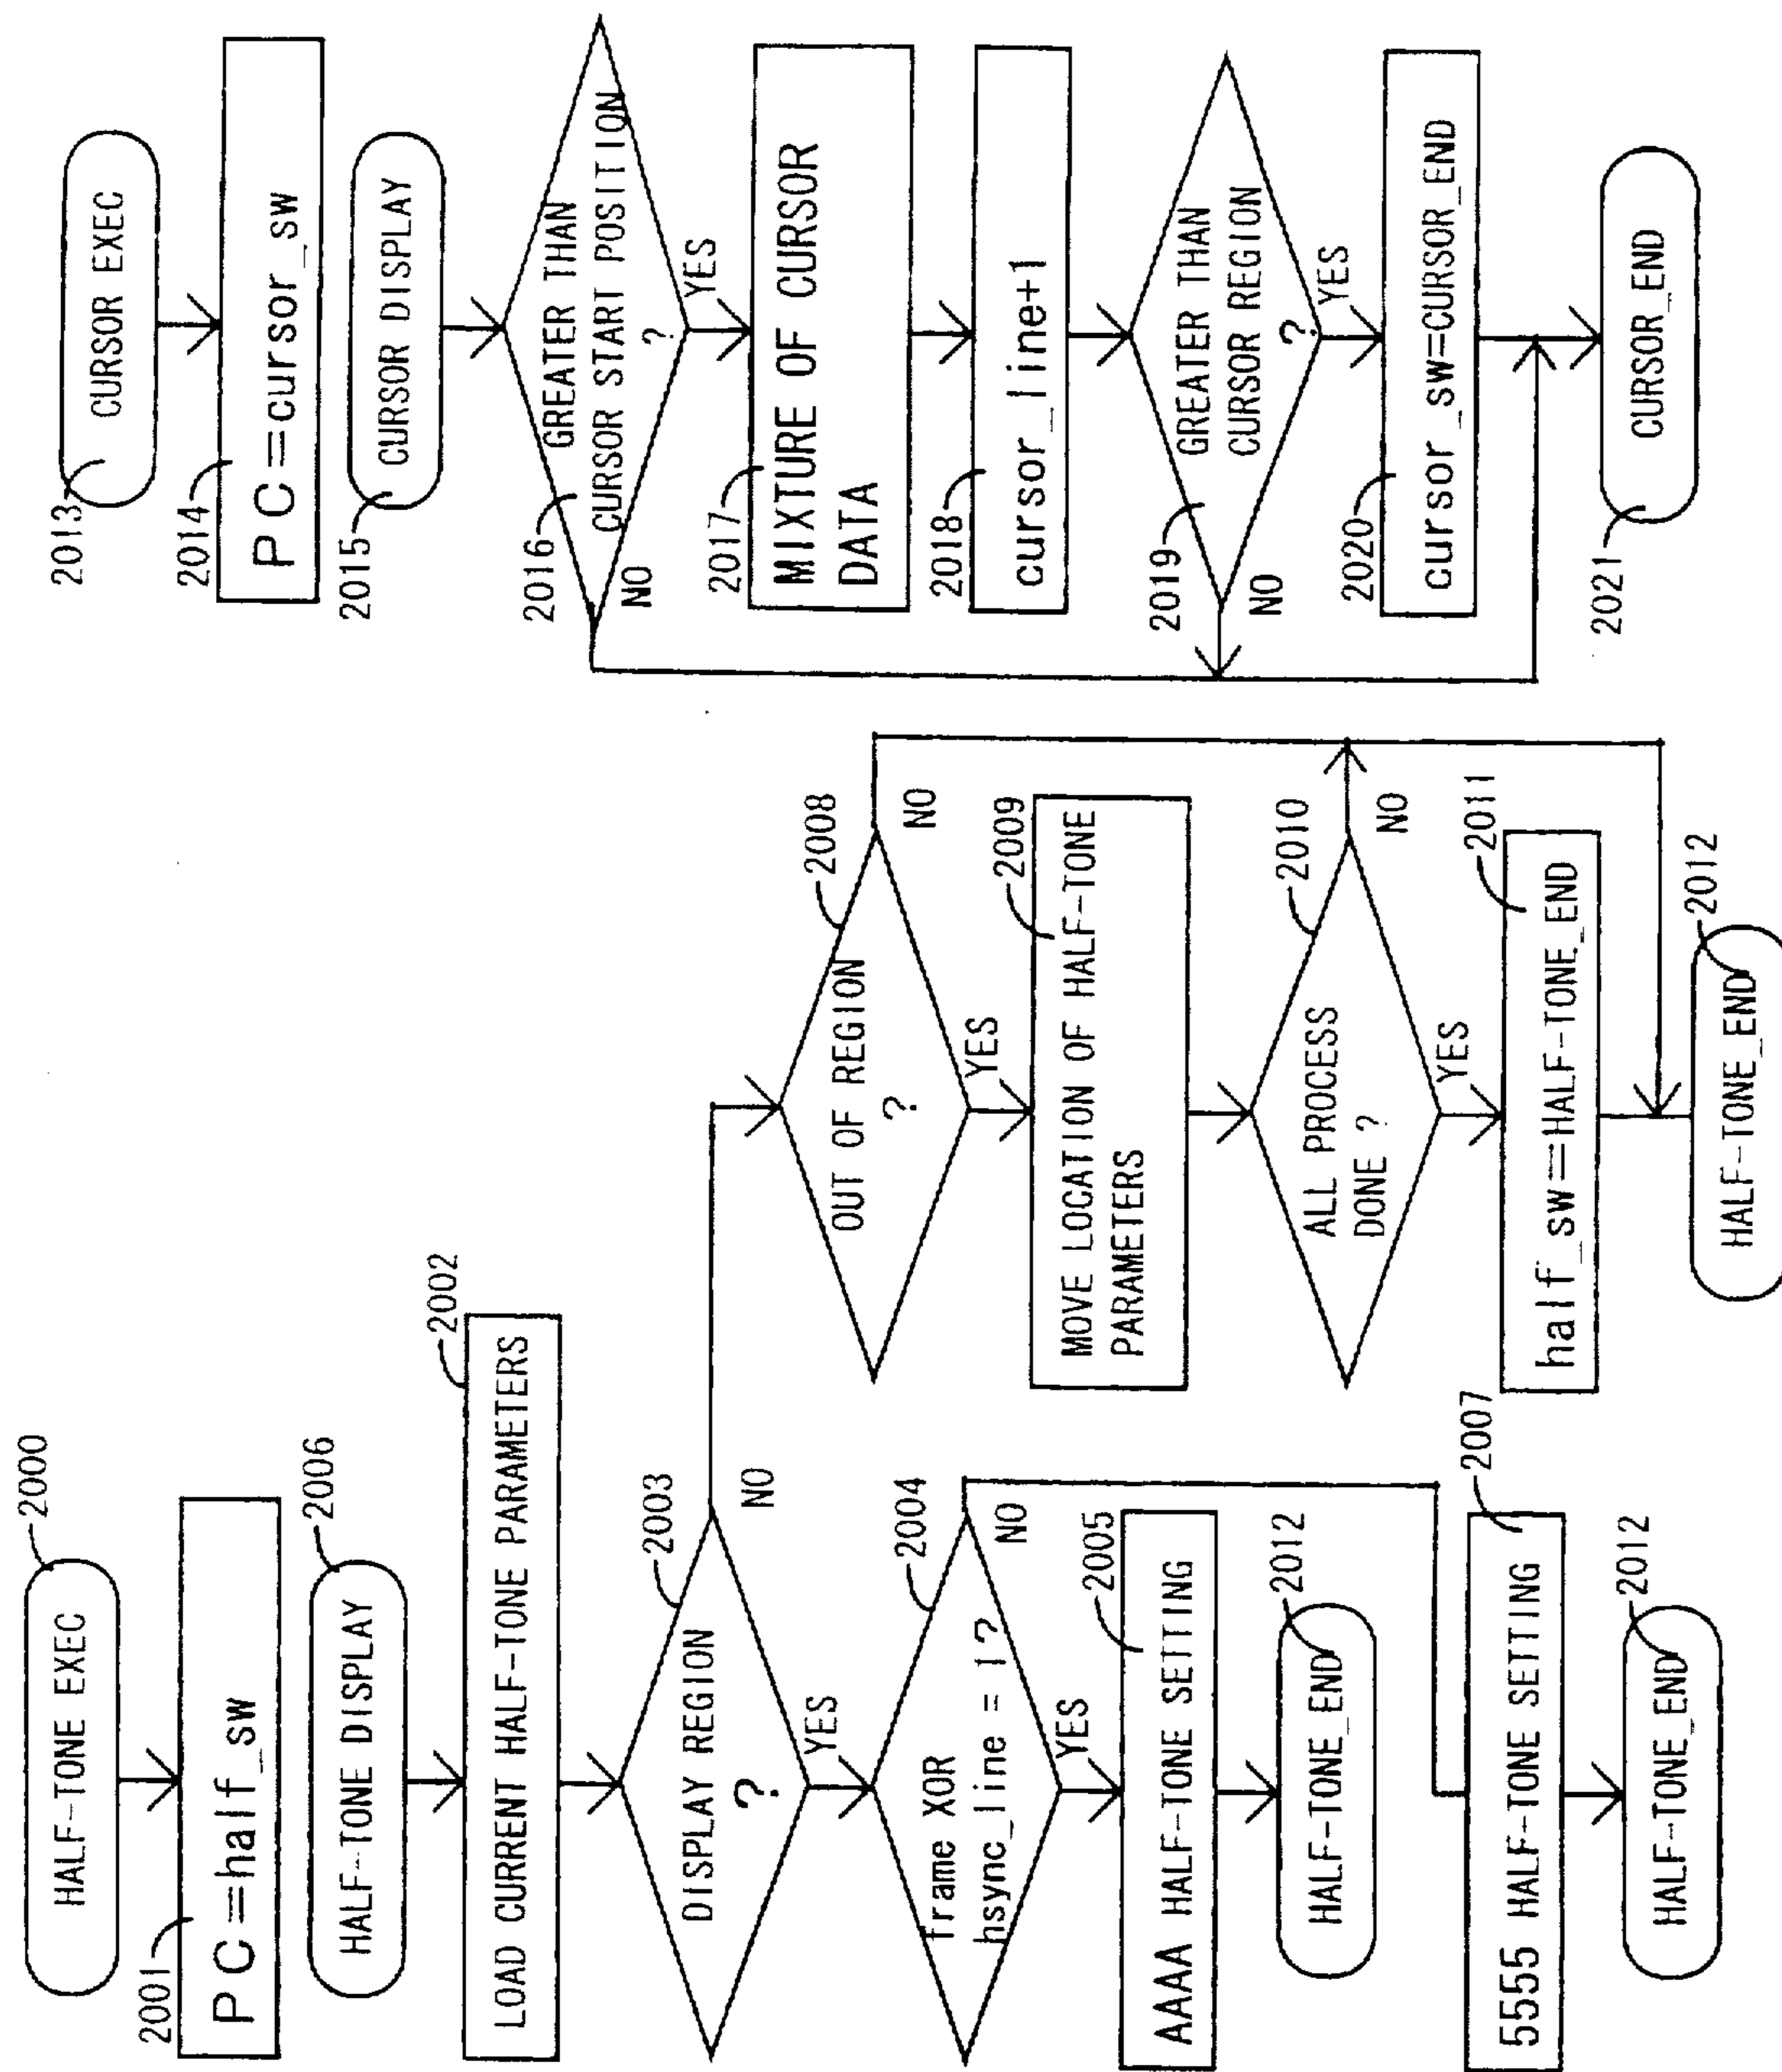 HALF-TONE EXEC
2000
2001
PC=half_sw
HALF-TONE DISPLAY
2006
LOAD CURRENT HALF-TONE PARAMETERS
2002
DISPLAY REGION
?
2003
NO
YES
frame XOR
hsync_line = 1?
2004
NO
YES
AAAA HALF-TONE SETTING
2005
HALF-TONE_END
2012
5555 HALF-TONE SETTING
2007
HALF-TONE_END
2012
OUT OF REGION
?
2008
NO
YES
MOVE LOCATION OF HALF-TONE
PARAMETERS
2009
ALL PROCESS
DONE ?
2010
NO
YES
half_sw=HALF-TONE_END
2011
HALF-TONE_END
2012
2013
CURSOR EXEC
2014
PC=cursor_sw
2015
CURSOR DISPLAY
2016
GREATER THAN
CURSOR START POSITION
?
NO
YES
2017
MIXTURE OF CURSOR
DATA
2018
cursor_line+1
2019
GREATER THAN
CURSOR REGION
?
NO
YES
2020
cursor_sw=CURSOR_END
2021
CURSOR_END